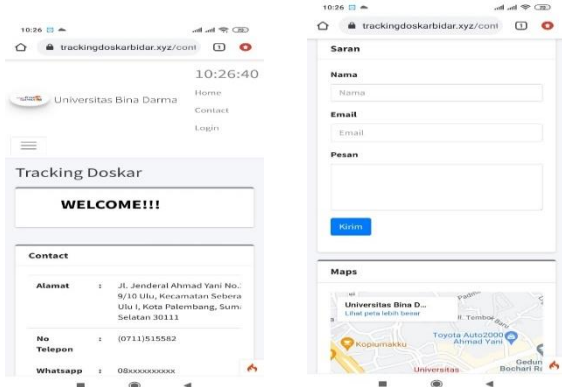 10:26
trackingdoskarbidar.xyz/cont
1
10:26:40
Universitas Bina Darma
Home
Contact
Login
Tracking Doskar
WELCOME!!!
Contact
Alamat : Jl. Jenderal Ahmad Yani No.
9/10 Ulu, Kecamatan Sebera
Ulu I, Kota Palembang, Sum
Selatan 30111
No Telepon : (0711)515582
Whatsapp : 08xxxxxxxxxx
10:26
trackingdoskarbidar.xyz/cont
1
Saran
Nama
Nama
Email
Email
Pesan
Kirim
Maps
Universitas Bina D...
Lihat peta lebih besar
Jl. Tembok
Toyota Auto2000
Ahmad Yani
Kopiumakku
Universitas
Gedun
Bochari Ra